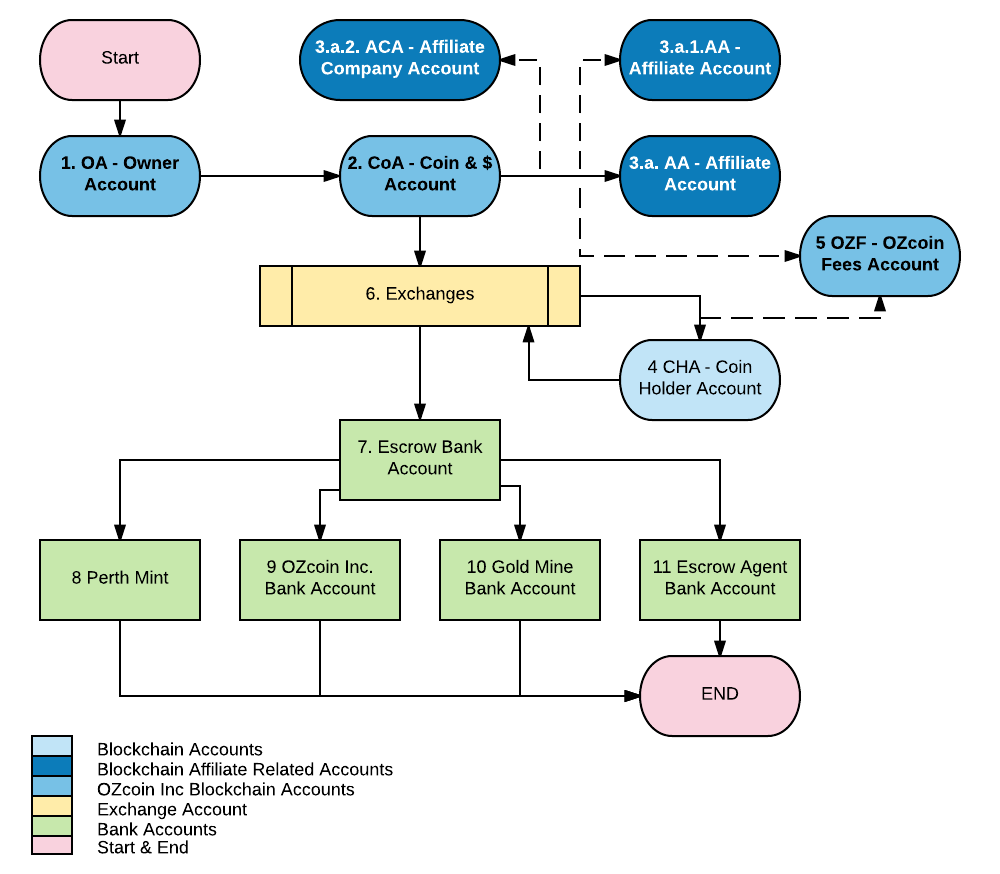 Start
3.a.2. ACA - Affiliate
Company Account
3.a.1.AA -
Affiliate Account
1. OA - Owner
Account
2. CoA - Coin & $
Account
3.a. AA - Affiliate
Account
5 OZF - OZcoin
Fees Account
6. Exchanges
4 CHA - Coin
Holder Account
7. Escrow Bank
Account
8 Perth Mint
9 OZcoin Inc.
Bank Account
10 Gold Mine
Bank Account
11 Escrow Agent
Bank Account
END
Blockchain Accounts
Blockchain Affiliate Related Accounts
OZcoin Inc Blockchain Accounts
Exchange Account
Bank Accounts
Start & End